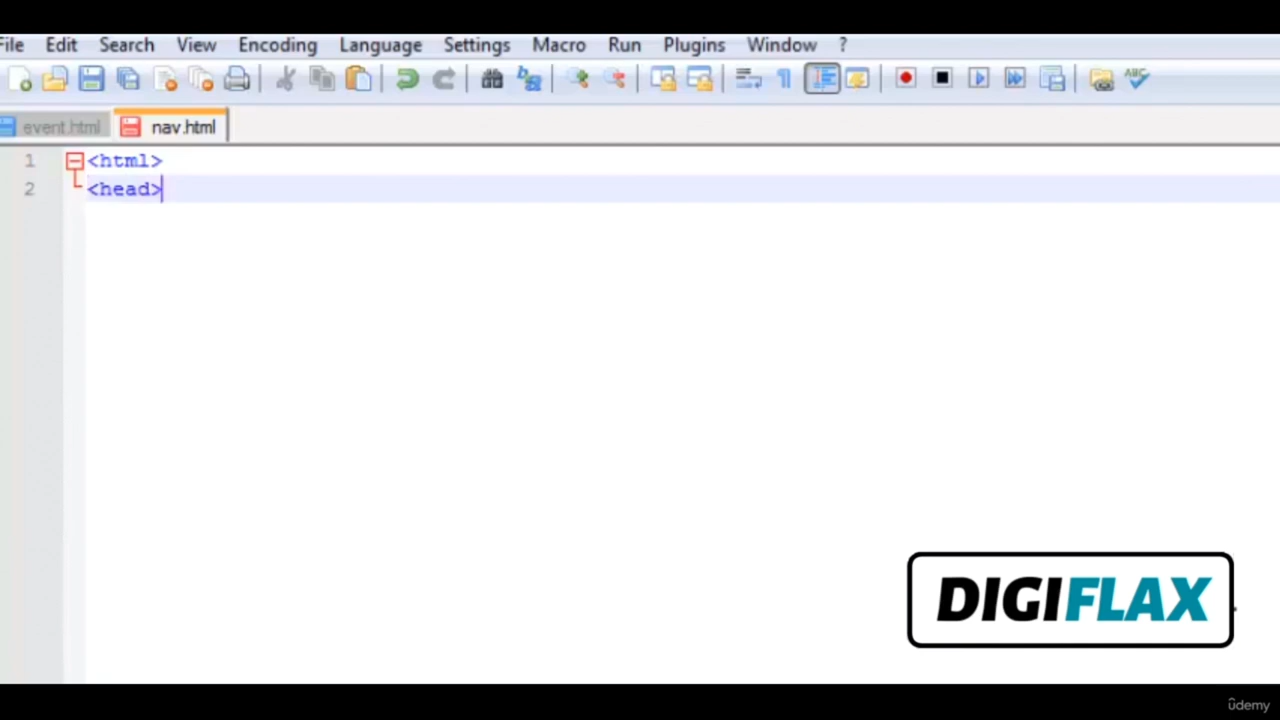 File Edit Search View Encoding Language Settings Macro Run Plugins Window ?
ABC
event.html nav.html
1 <html>
2 <head>
DIGIFLAX
ûdemy